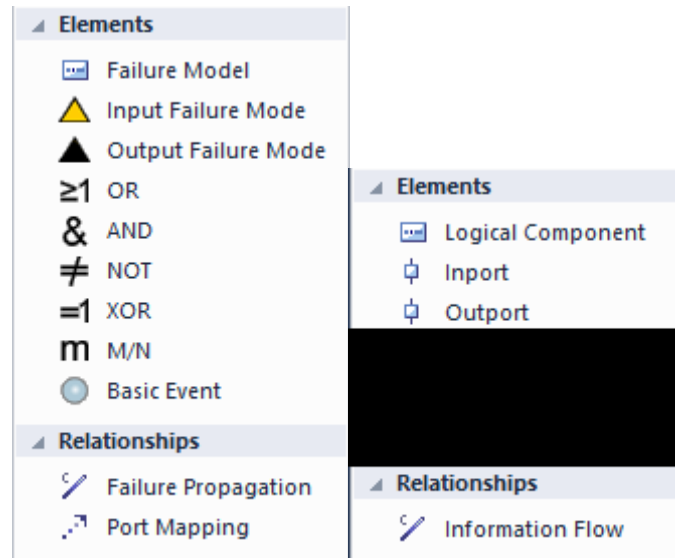 Elements
Failure Model
Input Failure Mode
Output Failure Mode
≥1 OR
& AND
≠ NOT
=1 XOR
m M/N
Basic Event
Relationships
Failure Propagation
Port Mapping
Elements
Logical Component
Inport
Outport
Relationships
Information Flow